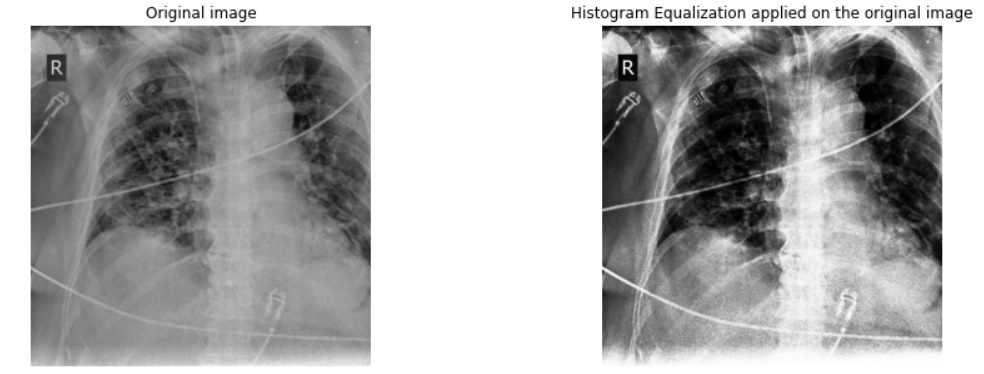 Original image
Histogram Equalization applied on the original image
R
R